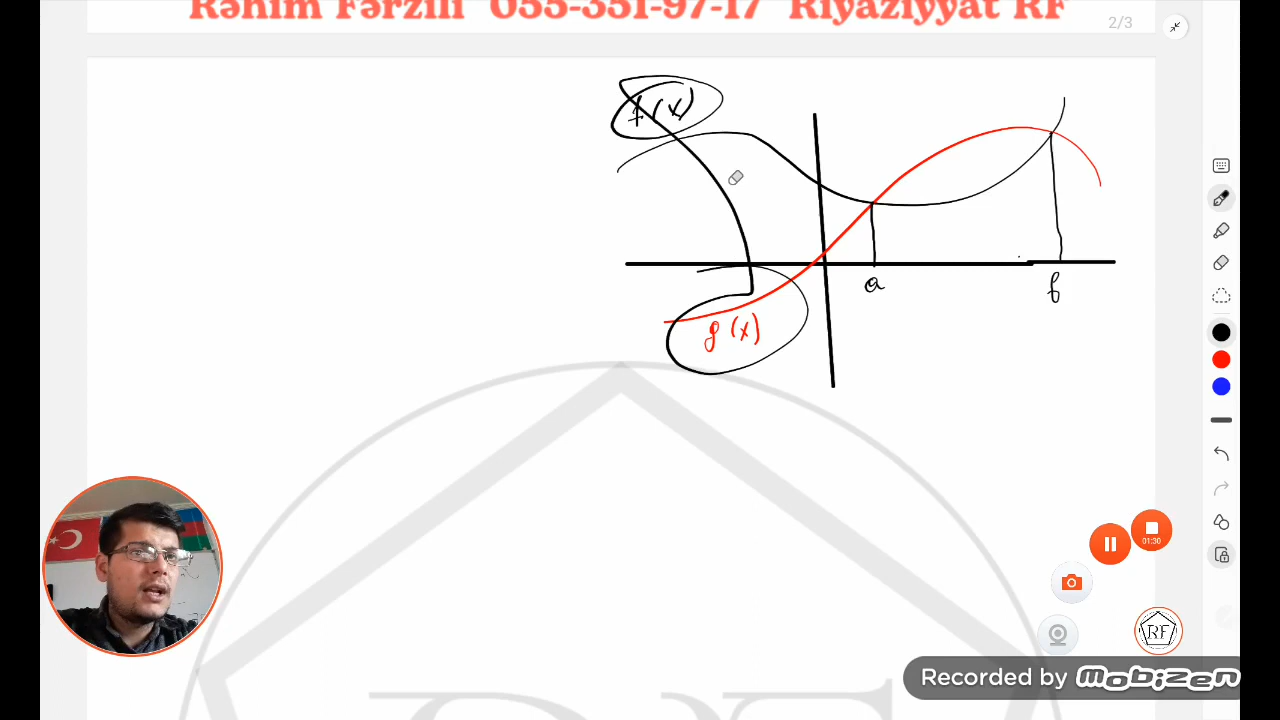 Rəhim Fərzili 055-351-97-17 Riyaziyyat RF
2/3
f(x)
a
b
g(x)
01:30
RF
Recorded by mobizen